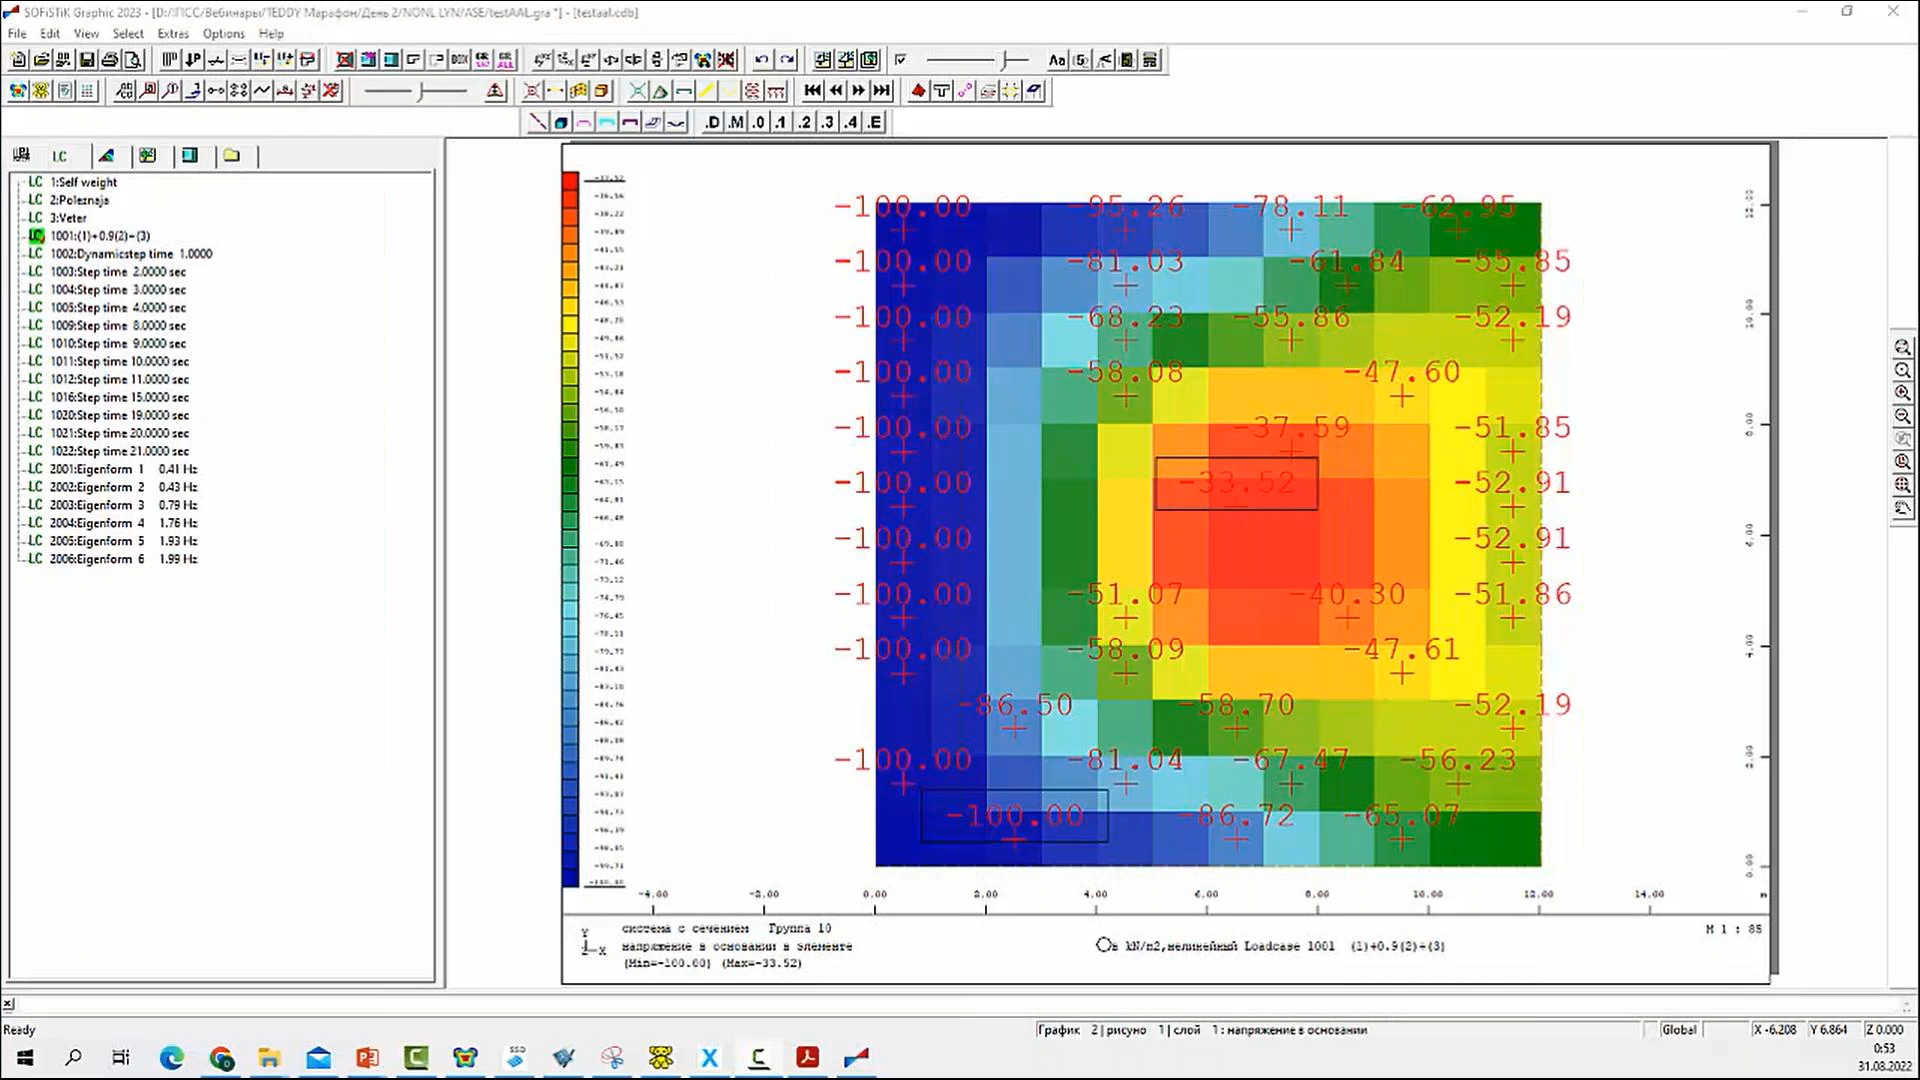 SOFiSTiK Graphic 2023 - [D:/ПСС/Вебинары/TEDDY Марафон/День 2/NONL LYN/ASE/testAAL.gra *] - [testaal.cdb]
File Edit View Select Extras Options Help
Aa
.D .M .0 .1 .2 .3 .4 .E
LC
LC 1:Self weight
LC 2:Poleznaja
LC 3:Veter
LC 1001:(1)+0.9(2)+(3)
LC 1002:Dynamicstep time 1.0000
LC 1003:Step time 2.0000 sec
LC 1004:Step time 3.0000 sec
LC 1005:Step time 4.0000 sec
LC 1009:Step time 8.0000 sec
LC 1010:Step time 9.0000 sec
LC 1011:Step time 10.0000 sec
LC 1012:Step time 11.0000 sec
LC 1016:Step time 15.0000 sec
LC 1020:Step time 19.0000 sec
LC 1021:Step time 20.0000 sec
LC 1022:Step time 21.0000 sec
LC 2001:Eigenform 1 0.41 Hz
LC 2002:Eigenform 2 0.43 Hz
LC 2003:Eigenform 3 0.79 Hz
LC 2004:Eigenform 4 1.76 Hz
LC 2005:Eigenform 5 1.93 Hz
LC 2006:Eigenform 6 1.99 Hz
-100.00 -95.26 -78.11 -62.95
-100.00 -81.03 -61.84 -55.85
-100.00 -68.23 -55.86 -52.19
-100.00 -58.08 -47.60
-100.00 -37.59 -51.85
-100.00 -33.52 -52.91
-100.00 -52.91
-100.00 -51.07 -40.30 -51.86
-100.00 -58.09 -47.61
-86.50 -58.70 -52.19
-100.00 -81.04 -67.47 -56.23
-100.00 -86.72 -65.07
-4.00 -2.00 0.00 2.00 4.00 6.00 8.00 10.00 12.00 14.00 m
Y
X
система с сечением Группа 10
напряжение в основании в элементе
(Min=-100.00) (Max=-33.52)
в kN/m2,нелинейный Loadcase 1001 (1)+0.9(2)+(3)
M 1 : 85
Ready
График 2 | рисуно 1 | слой 1 : напряжение в основании
Global
X -6.208 Y 6.864 Z 0.000
0:53
31.08.2022